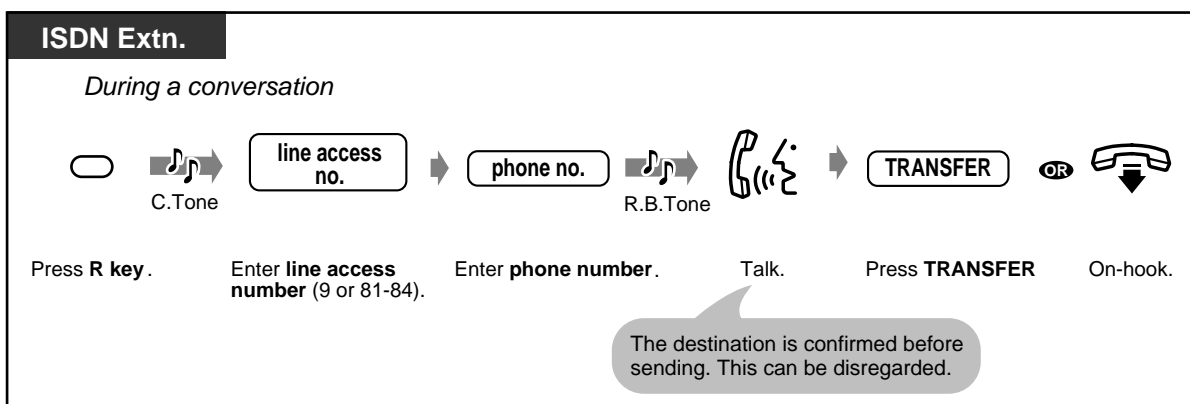 ISDN Extn.
During a conversation
line access
no.
phone no.
TRANSFER
OR
C.Tone
R.B.Tone
Press R key.
Enter line access
number (9 or 81-84).
Enter phone number.
Talk.
Press TRANSFER
On-hook.
The destination is confirmed before
sending. This can be disregarded.